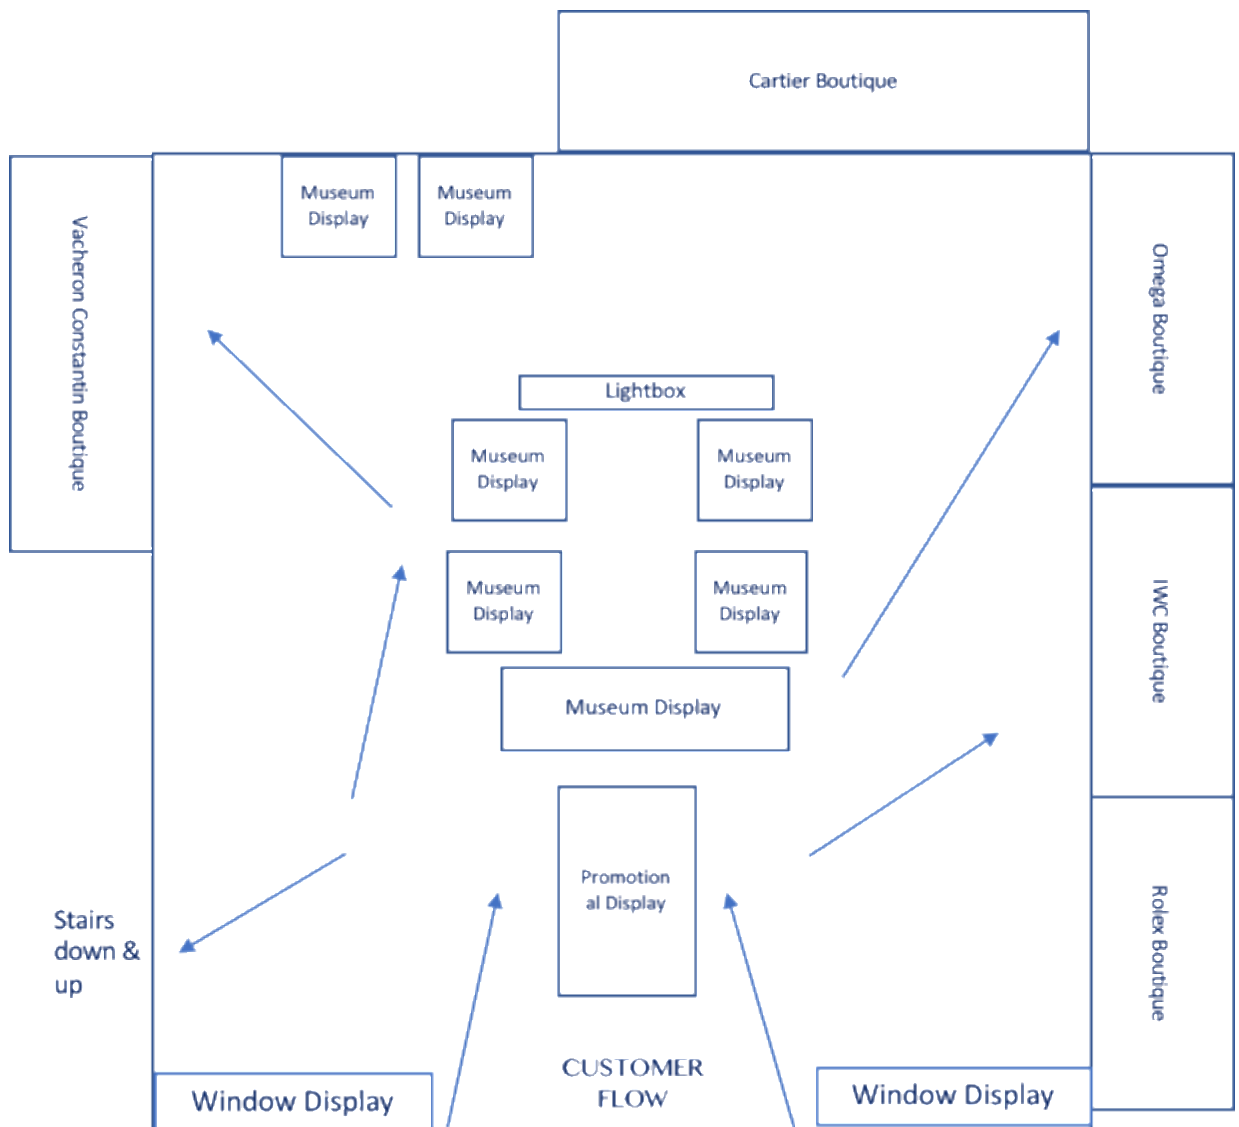 Cartier Boutique
Museum
Display
Museum
Display
Vacheron Constantin Boutique
Omega Boutique
Lightbox
Museum
Display
Museum
Display
Museum
Display
Museum
Display
IWC Boutique
Museum Display
Promotion
al Display
Rolex Boutique
Stairs
down &
up
CUSTOMER
FLOW
Window Display
Window Display